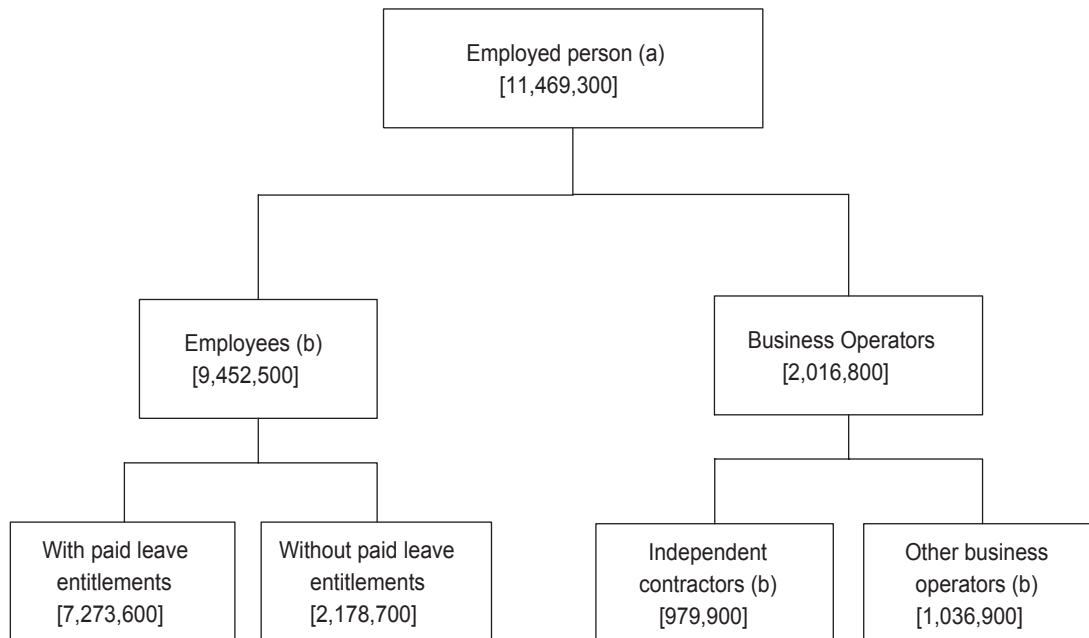 Employed person (a)
[11,469,300]
Employees (b)
[9,452,500]
Business Operators
[2,016,800]
With paid leave
entitlements
[7,273,600]
Without paid leave
entitlements
[2,178,700]
Independent
contractors (b)
[979,900]
Other business
operators (b)
[1,036,900]